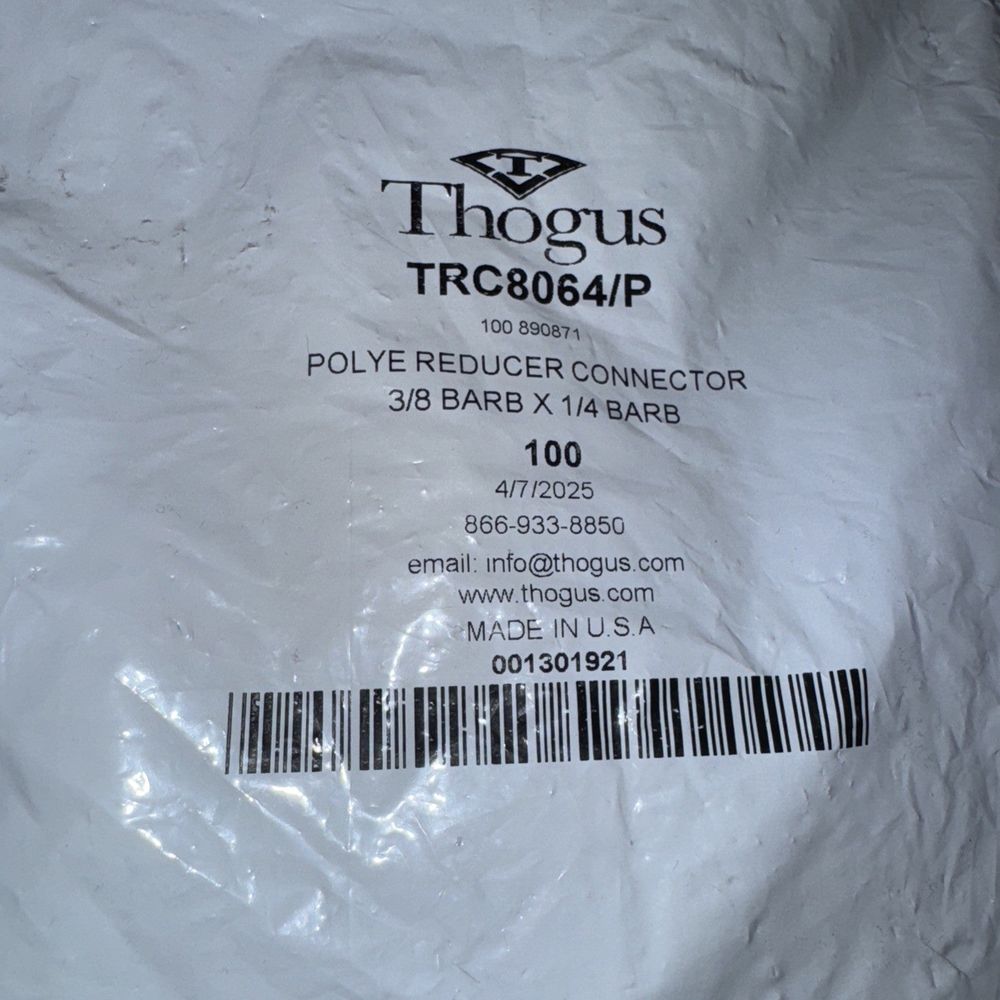 T
Thogus
TRC8064/P
100 890871
POLYE REDUCER CONNECTOR
3/8 BARB X 1/4 BARB
100
4/7/2025
866-933-8850
email: info@thogus.com
www.thogus.com
MADE IN U.S.A
001301921